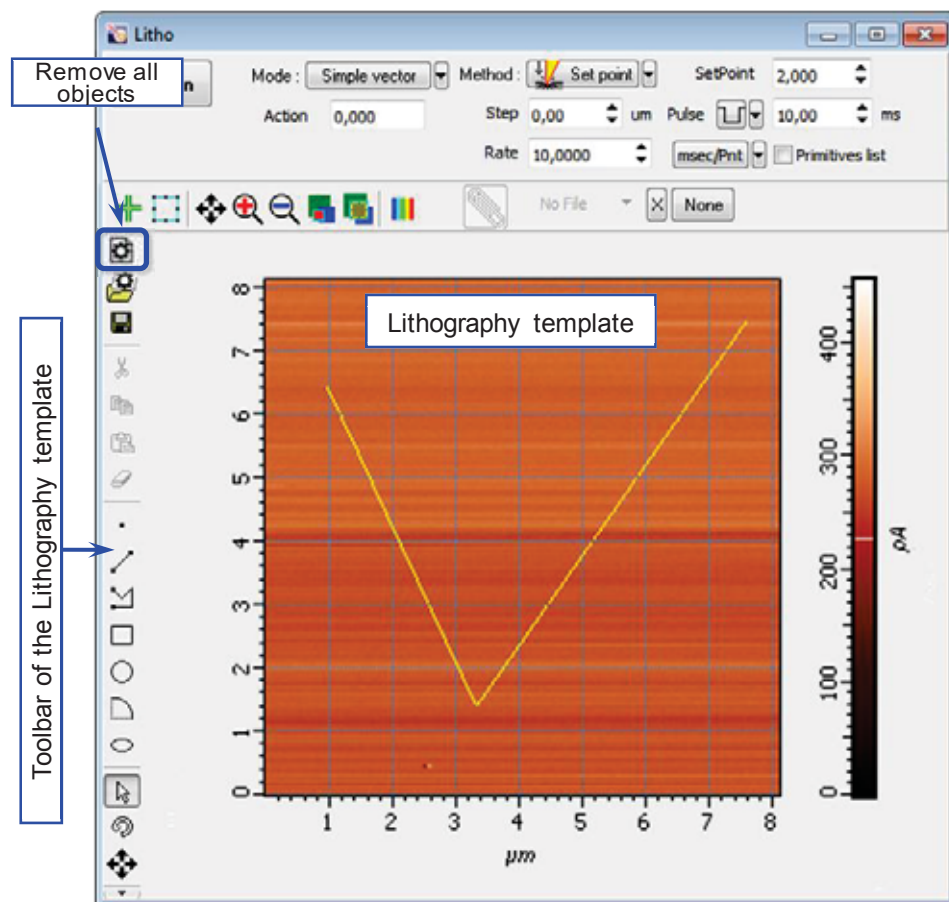 Litho
Remove all
objects
n
Mode : Simple vector Method : Set point SetPoint 2,000
Action 0,000 Step 0,00 um Pulse 10,00 ms
Rate 10,0000 msec/Pnt Primitives list
No File X None
Toolbar of the Lithography template
Lithography template
8
7
6
5
4
3
2
1
0
1 2 3 4 5 6 7 8
µm
400
300
200
100
0
pA